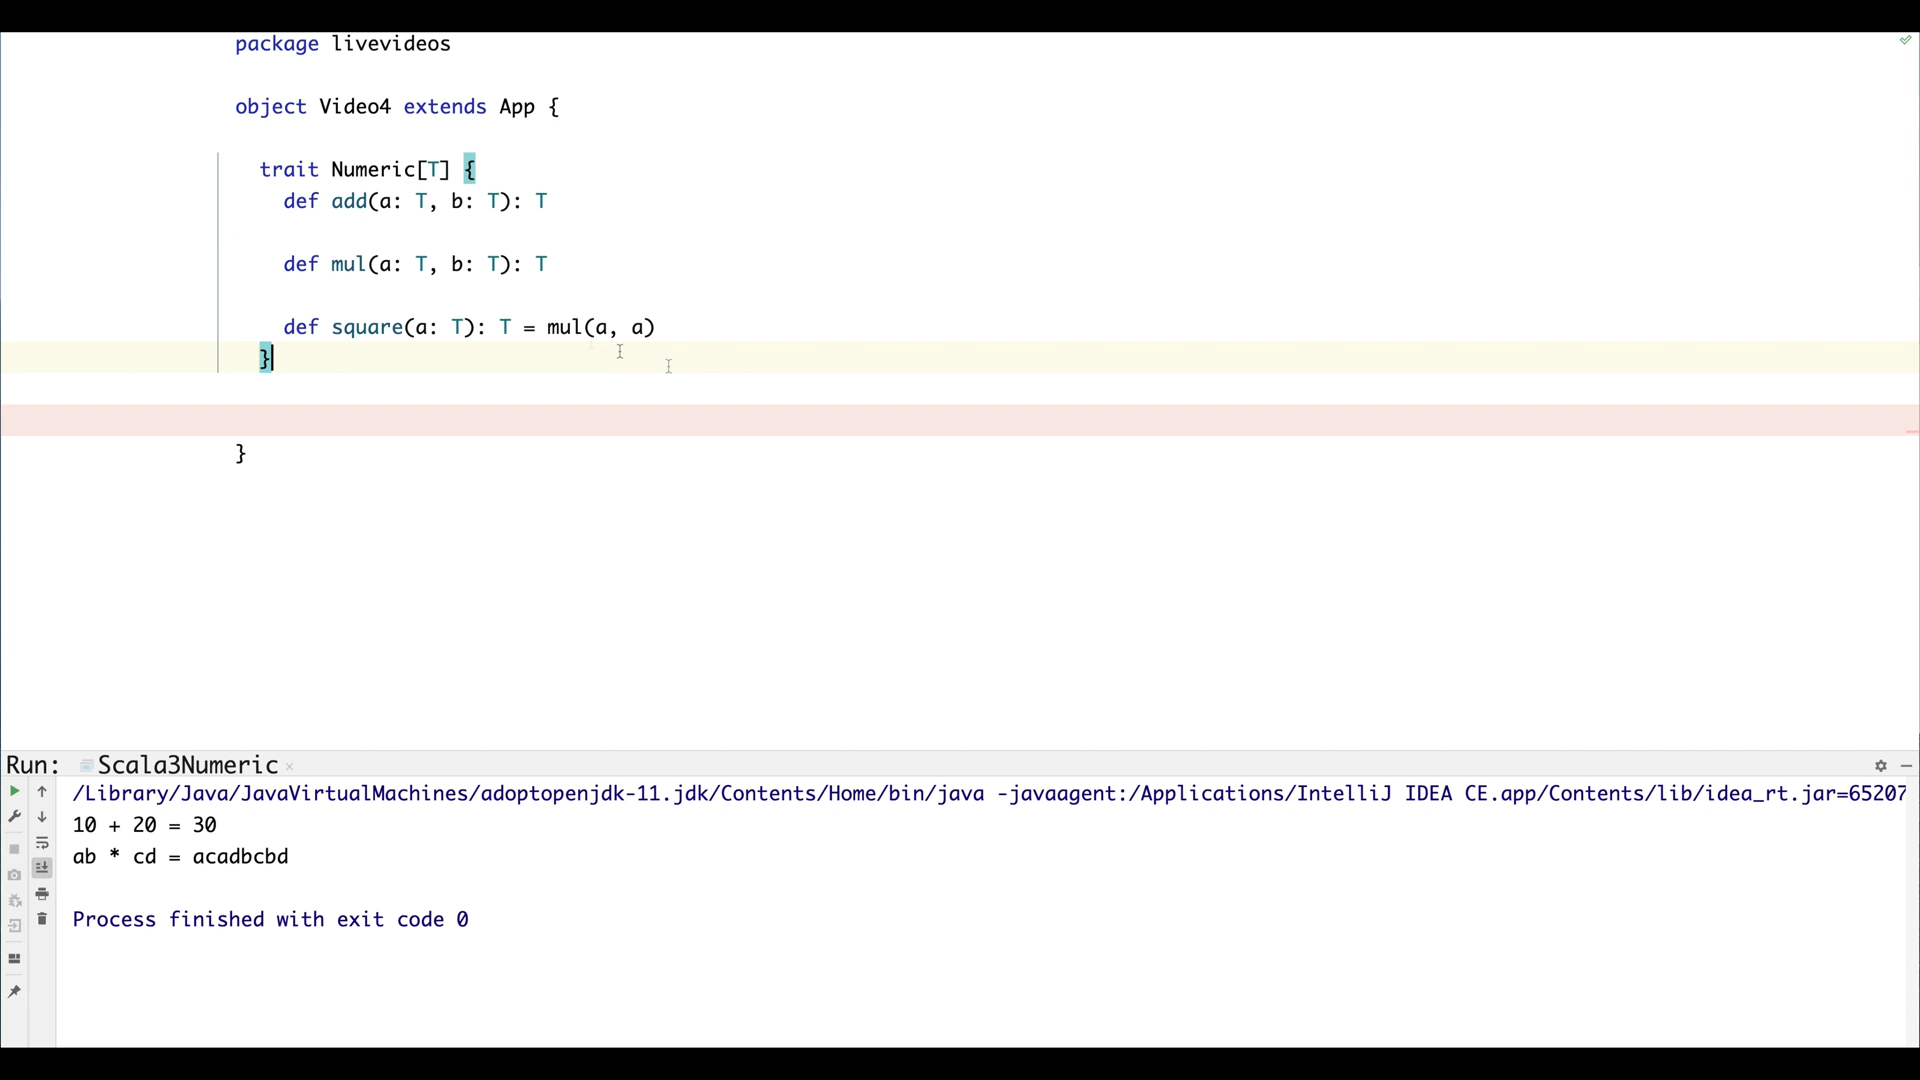 package livevideos
object Video4 extends App {
trait Numeric[T] {
def add(a: T, b: T): T
def mul(a: T, b: T): T
def square(a: T): T = mul(a, a)
}
}
Run: Scala3Numeric
/Library/Java/JavaVirtualMachines/adoptopenjdk-11.jdk/Contents/Home/bin/java -javaagent:/Applications/IntelliJ IDEA CE.app/Contents/lib/idea_rt.jar=65207
10 + 20 = 30
ab * cd = acadbcbd
Process finished with exit code 0